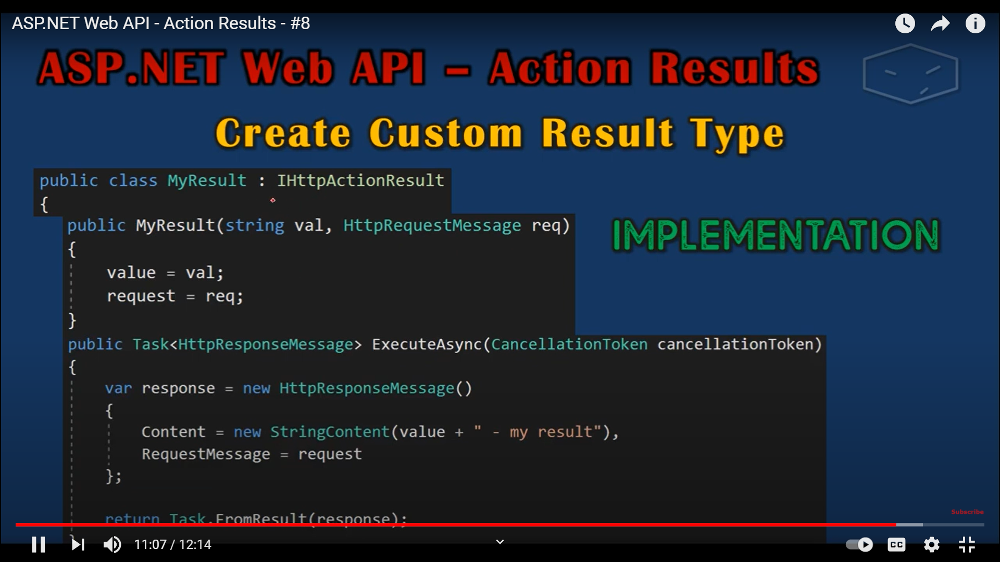 ASP.NET Web API - Action Results - #8
ASP.NET Web API – Action Results
Create Custom Result Type
public class MyResult : IHttpActionResult
{
public MyResult(string val, HttpRequestMessage req)
IMPLEMENTATION
{
value = val;
request = req;
}
public Task<HttpResponseMessage> ExecuteAsync(CancellationToken cancellationToken)
{
var response = new HttpResponseMessage()
{
Content = new StringContent(value + " - my result"),
RequestMessage = request
};
return Task.FromResult(response);
}
Subscribe
11:07 / 12:14
CC